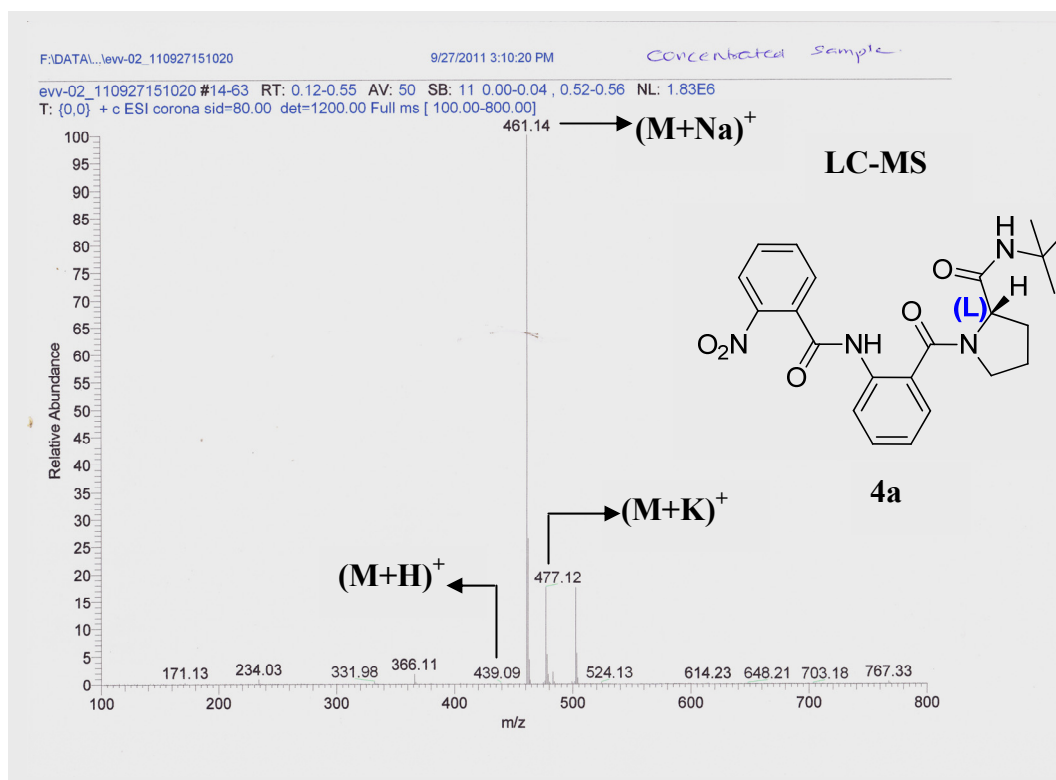 F:\DATA\...\evv-02_110927151020 9/27/2011 3:10:20 PM Concentrated Sample.
evv-02_110927151020 #14-63 RT: 0.12-0.55 AV: 50 SB: 11 0.00-0.04 , 0.52-0.56 NL: 1.83E6
T: {0,0} + c ESI corona sid=80.00 det=1200.00 Full ms [ 100.00-800.00]
461.14
(M+Na)+
LC-MS
H
N
O
H
(L)
O
N
O2N
NH
O
4a
(M+K)+
477.12
(M+H)+
171.13 234.03 331.98 366.11 439.09 524.13 614.23 648.21 703.18 767.33
Relative Abundance
100
95
90
85
80
75
70
65
60
55
50
45
40
35
30
25
20
15
10
5
0
100 200 300 400 500 600 700 800
m/z